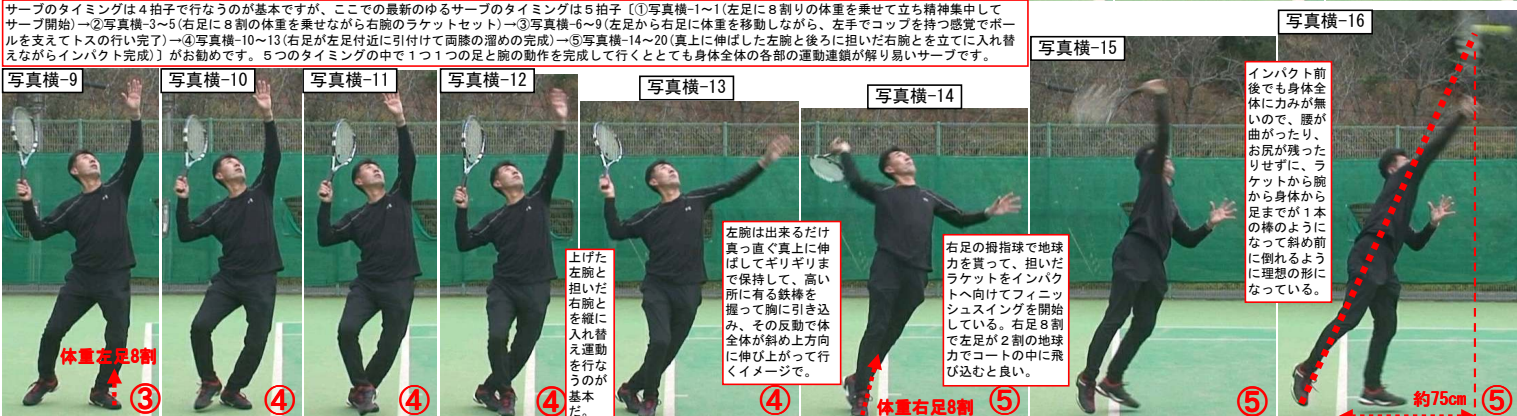 サーブのタイミングは４拍子で行なうのが基本ですが、ここでの最新のゆるサーブのタイミングは５拍子〔①写真横-1~1(左足に８割りの体重を乗せて立ち精神集中して
サーブ開始)→②写真横-3~5(右足に８割の体重を乗せながら右腕のラケットセット)→③写真横-6~9(左足から右足に体重を移動しながら、左手でコップを持つ感覚でボー
ルを支えてトスの行い完了)→④写真横-10~13(右足が左足付近に引付けて両膝の溜めの完成)→⑤写真横-14~20(真上に伸ばした左腕と後ろに担いだ右腕とを立てに入れ替
えながらインパクト完成)〕がお勧めです。５つのタイミングの中で１つ１つの足と腕の動作を完成して行くととても身体全体の各部の運動連鎖が解り易いサーブです。
写真横-9
写真横-10
写真横-11
写真横-12
写真横-13
写真横-14
写真横-15
写真横-16
体重左足8割
③
④
④
④
上げた
左腕と
担いだ
右腕と
を縦に
入れ替
え運動
を行な
うのが
基本
だ。
左腕は出来るだけ
真っ直ぐ真上に伸
ばしてギリギリま
で保持して、高い
所に有る鉄棒を
握って胸に引き込
み、その反動で体
全体が斜め上方向
に伸び上がって行
くイメージで。
④
右足の拇指球で地球
力を貰って、担いだ
ラケットをインパク
トへ向けてフィニッ
シュスイングを開始
している。右足８割
で左足が２割の地球
力でコートの中に飛
び込むと良い。
体重右足8割
⑤
⑤
インパクト前
後でも身体全
体に力みが無
いので、腰が
曲がったり、
お尻が残った
りせずに、ラ
ケットから腕
から身体から
足までが１本
の棒のように
なって斜め前
に倒れるよう
に理想の形に
なっている。
約75cm
⑤